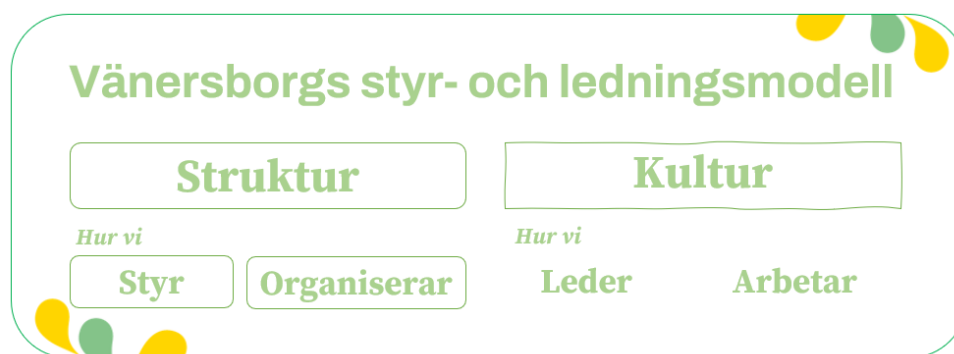 Vänersborgs styr- och ledningsmodell
Struktur
Kultur
Hur vi
Hur vi
Styr
Organiserar
Leder
Arbetar